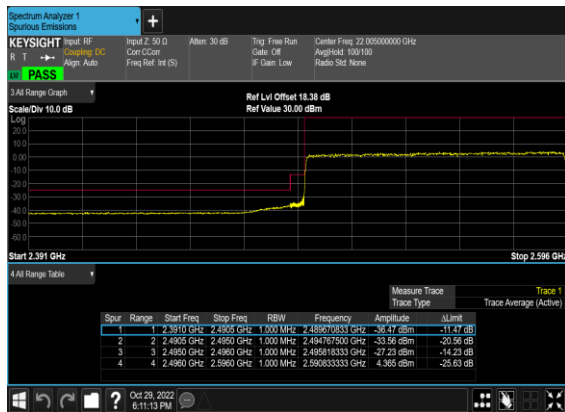 Spectrum Analyzer 1
Spurious Emissions
KEYSIGHT Input: RF Input Z: 50 Ω Atten: 30 dB Trig: Free Run Center Freq: 22.005000000 GHz
R T Coupling: DC Corr CCorr Gate: Off Avg|Hold: 100/100
Align: Auto Freq Ref: Int (S) IF Gain: Low Radio Std: None
PASS
3 All Range Graph
Ref Lvl Offset 18.38 dB
Scale/Div 10.0 dB Ref Value 30.00 dBm
Log
20.0
10.0
0.00
-10.0
-20.0
-30.0
-40.0
-50.0
-60.0
Start 2.391 GHz Stop 2.596 GHz
4 All Range Table
Measure Trace Trace 1
Trace Type Trace Average (Active)
Spur Range Start Freq Stop Freq RBW Frequency Amplitude ΔLimit
1 1 2.3910 GHz 2.4905 GHz 1.000 MHz 2.489670833 GHz -36.47 dBm -11.47 dB
2 2 2.4905 GHz 2.4950 GHz 1.000 MHz 2.494767500 GHz -33.56 dBm -20.56 dB
3 3 2.4950 GHz 2.4960 GHz 1.000 MHz 2.495818333 GHz -27.23 dBm -14.23 dB
4 4 2.4960 GHz 2.5960 GHz 1.000 MHz 2.590833333 GHz 4.365 dBm -25.63 dB
Oct 29, 2022
6:11:13 PM